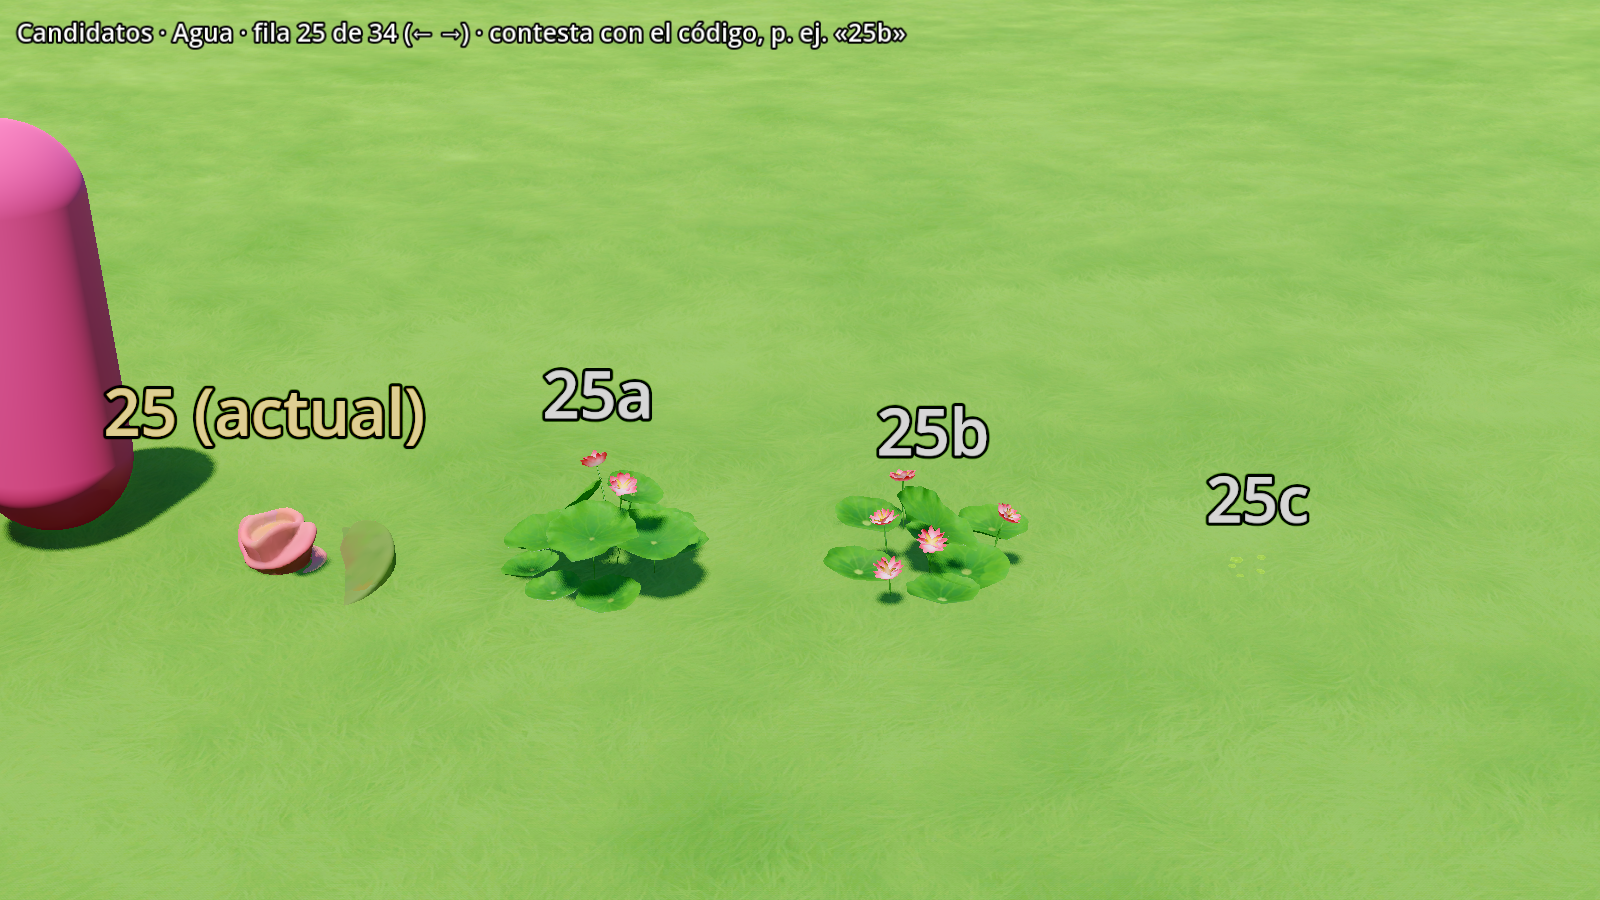 Candidatos · Agua · fila 25 de 34 (← →) · contesta con el código, p. ej. «25b»
25 (actual)
25a
25b
25c